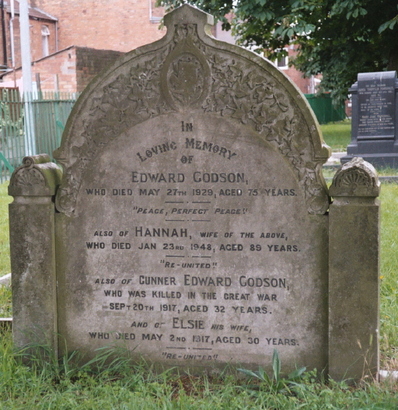 In
Loving Memory
of
Edward Godson,
who died May 27th 1929, aged 75 years.
"Peace, Perfect Peace"
also of Hannah, wife of the above,
who died Jan 23rd 1948, aged 89 years.
"Re-united"
also of Gunner Edward Godson,
who was killed in the Great War
Sept 20th 1917, aged 32 years.
and of Elsie his wife,
who died May 2nd 1917, aged 30 years.
"Re-united"